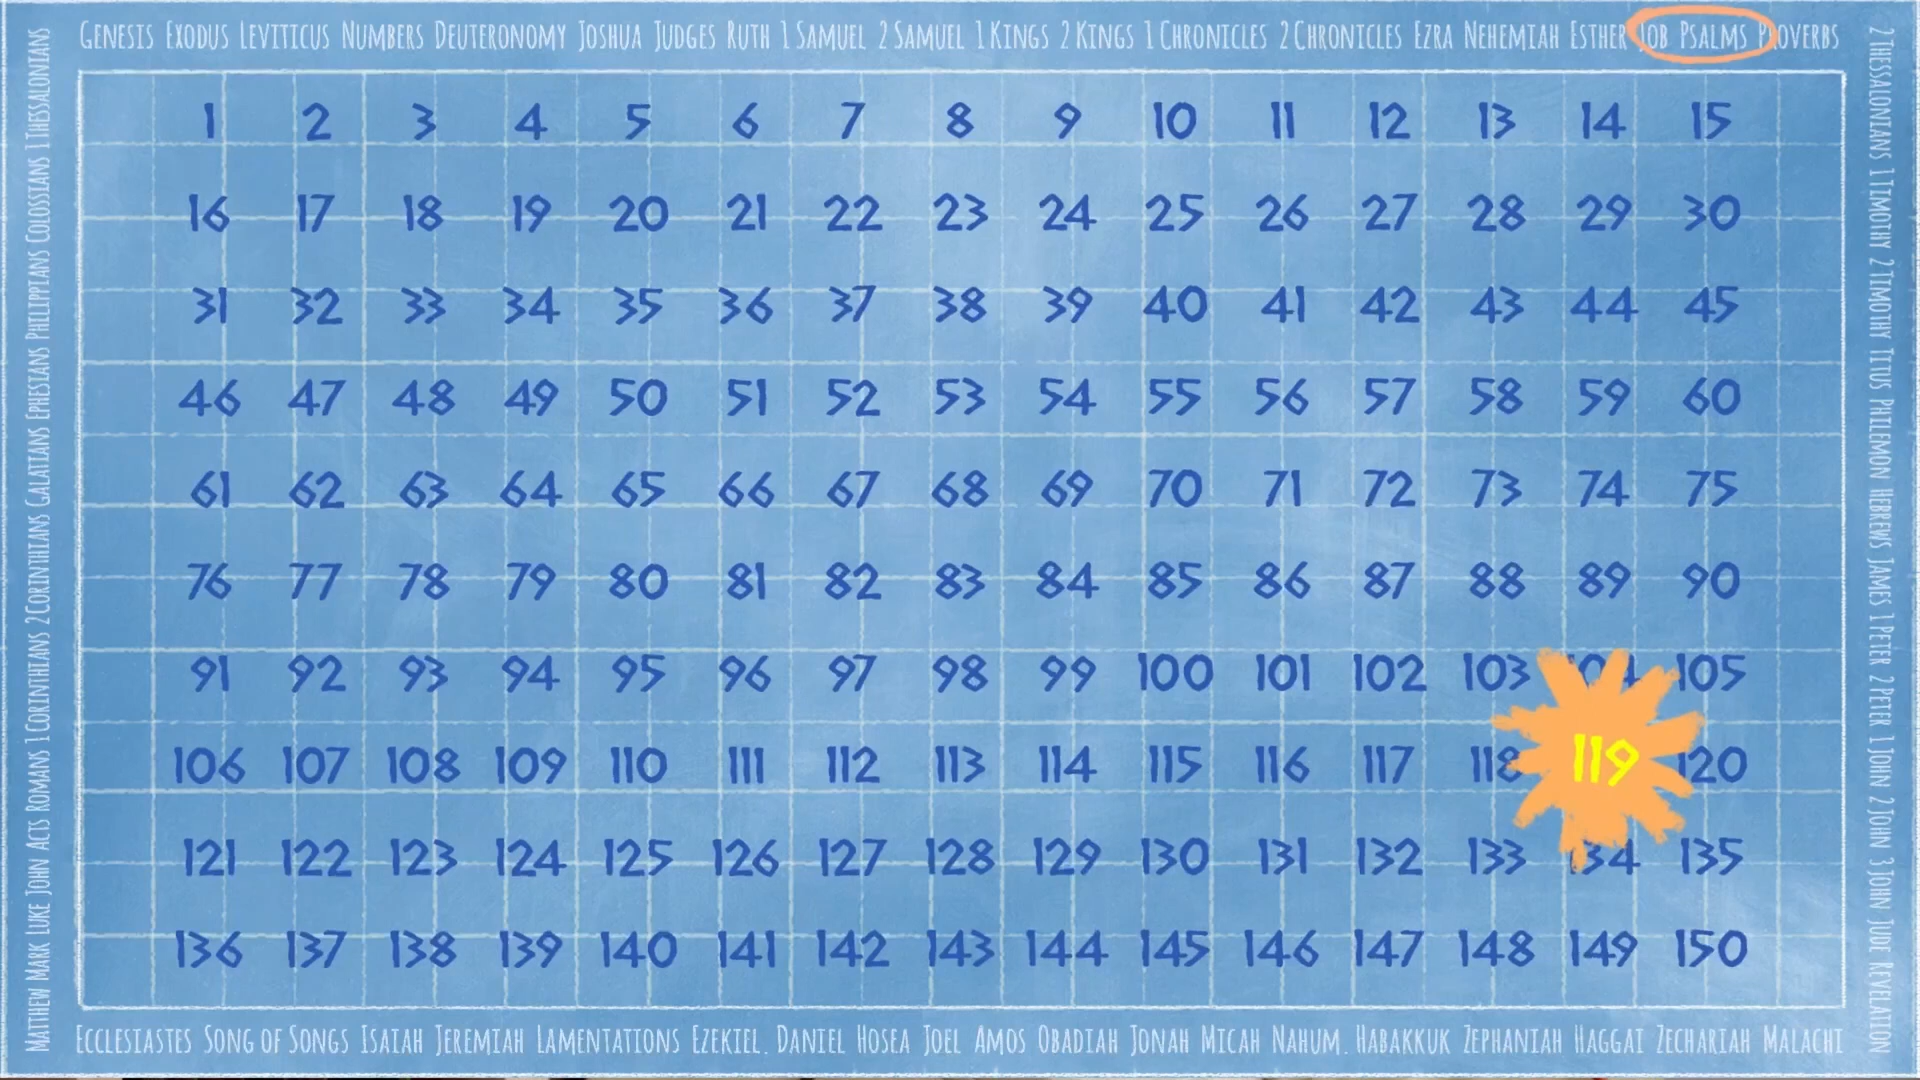 Genesis Exodus Leviticus Numbers Deuteronomy Joshua Judges Ruth 1 Samuel 2 Samuel 1 Kings 2 Kings 1 Chronicles 2 Chronicles Ezra Nehemiah Esther Job Psalms Proverbs
Matthew Mark Luke John Acts Romans 1 Corinthians 2 Corinthians Galatians Ephesians Philippians Colossians 1 Thessalonians
1 2 3 4 5 6 7 8 9 10 11 12 13 14 15
16 17 18 19 20 21 22 23 24 25 26 27 28 29 30
31 32 33 34 35 36 37 38 39 40 41 42 43 44 45
46 47 48 49 50 51 52 53 54 55 56 57 58 59 60
61 62 63 64 65 66 67 68 69 70 71 72 73 74 75
76 77 78 79 80 81 82 83 84 85 86 87 88 89 90
91 92 93 94 95 96 97 98 99 100 101 102 103 104 105
106 107 108 109 110 111 112 113 114 115 116 117 118 119 120
121 122 123 124 125 126 127 128 129 130 131 132 133 134 135
136 137 138 139 140 141 142 143 144 145 146 147 148 149 150
2 Thessalonians 1 Timothy 2 Timothy Titus Philemon Hebrews James 1 Peter 2 Peter 1 John 2 John 3 John Jude Revelation
Ecclesiastes Song of Songs Isaiah Jeremiah Lamentations Ezekiel. Daniel Hosea Joel Amos Obadiah Jonah Micah Nahum. Habakkuk Zephaniah Haggai Zechariah Malachi